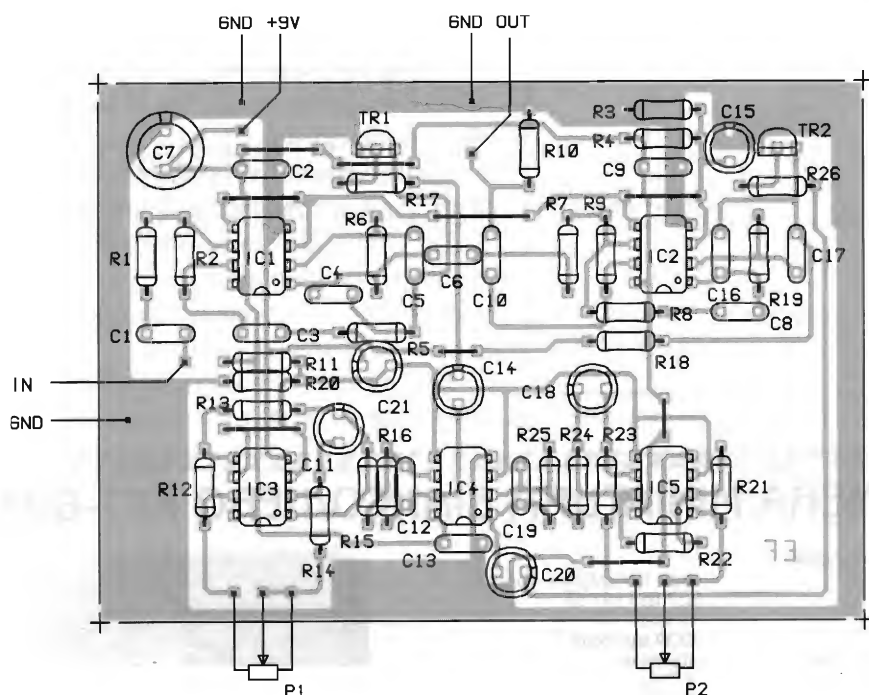 GND +9V
GND OUT
TR1
R3
C15
TR2
C7
R4
R10
C9
C2
R26
R17
R7
R9
R6
R1
R2
IC1
IC2
C17
C4
C6
C5
C10
C16
R19
R8
C8
C1
C3
R5
R18
R11
C14
IN
R20
C18
C21
R13
GND
R16
R25
R24
R23
C11
R12
IC3
IC4
IC5
R21
C12
C19
R15
C13
R22
EF
R14
C20
P1
P2